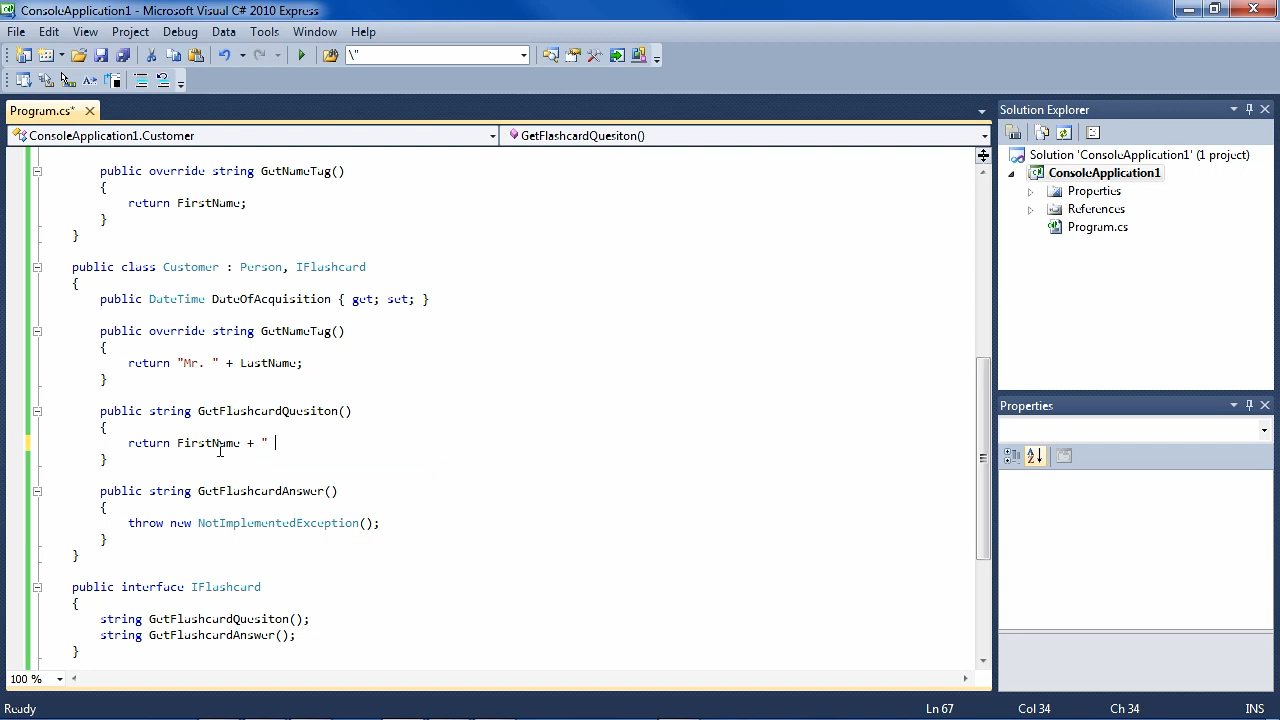 ConsoleApplication1 - Microsoft Visual C# 2010 Express
File Edit View Project Debug Data Tools Window Help
\"
Program.cs*
ConsoleApplication1.Customer GetFlashcardQuesiton()
public override string GetNameTag()
{
return FirstName;
}
}
public class Customer : Person, IFlashcard
{
public DateTime DateOfAcquisition { get; set; }
public override string GetNameTag()
{
return "Mr. " + LastName;
}
public string GetFlashcardQuesiton()
{
return FirstName + "
}
public string GetFlashcardAnswer()
{
throw new NotImplementedException();
}
}
public interface IFlashcard
{
string GetFlashcardQuesiton();
string GetFlashcardAnswer();
}
100 %
Solution Explorer
Solution 'ConsoleApplication1' (1 project)
ConsoleApplication1
Properties
References
Program.cs
Properties
Ready Ln 67 Col 34 Ch 34 INS